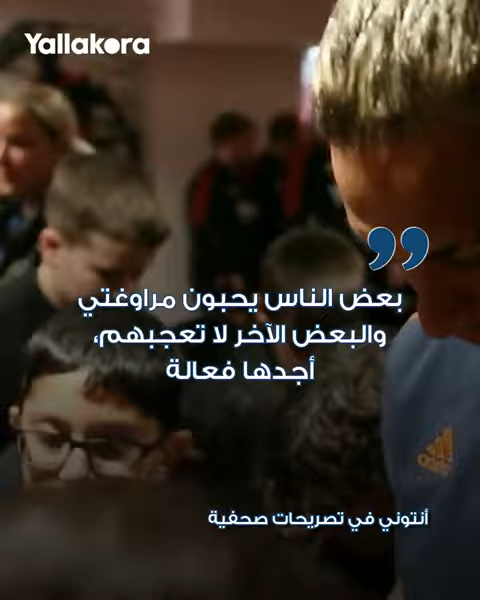 Yallakora
بعض الناس يحبون مراوغتي
والبعض الآخر لا تعجبهم،
أجدها فعالة
أنتوني في تصريحات صحفية